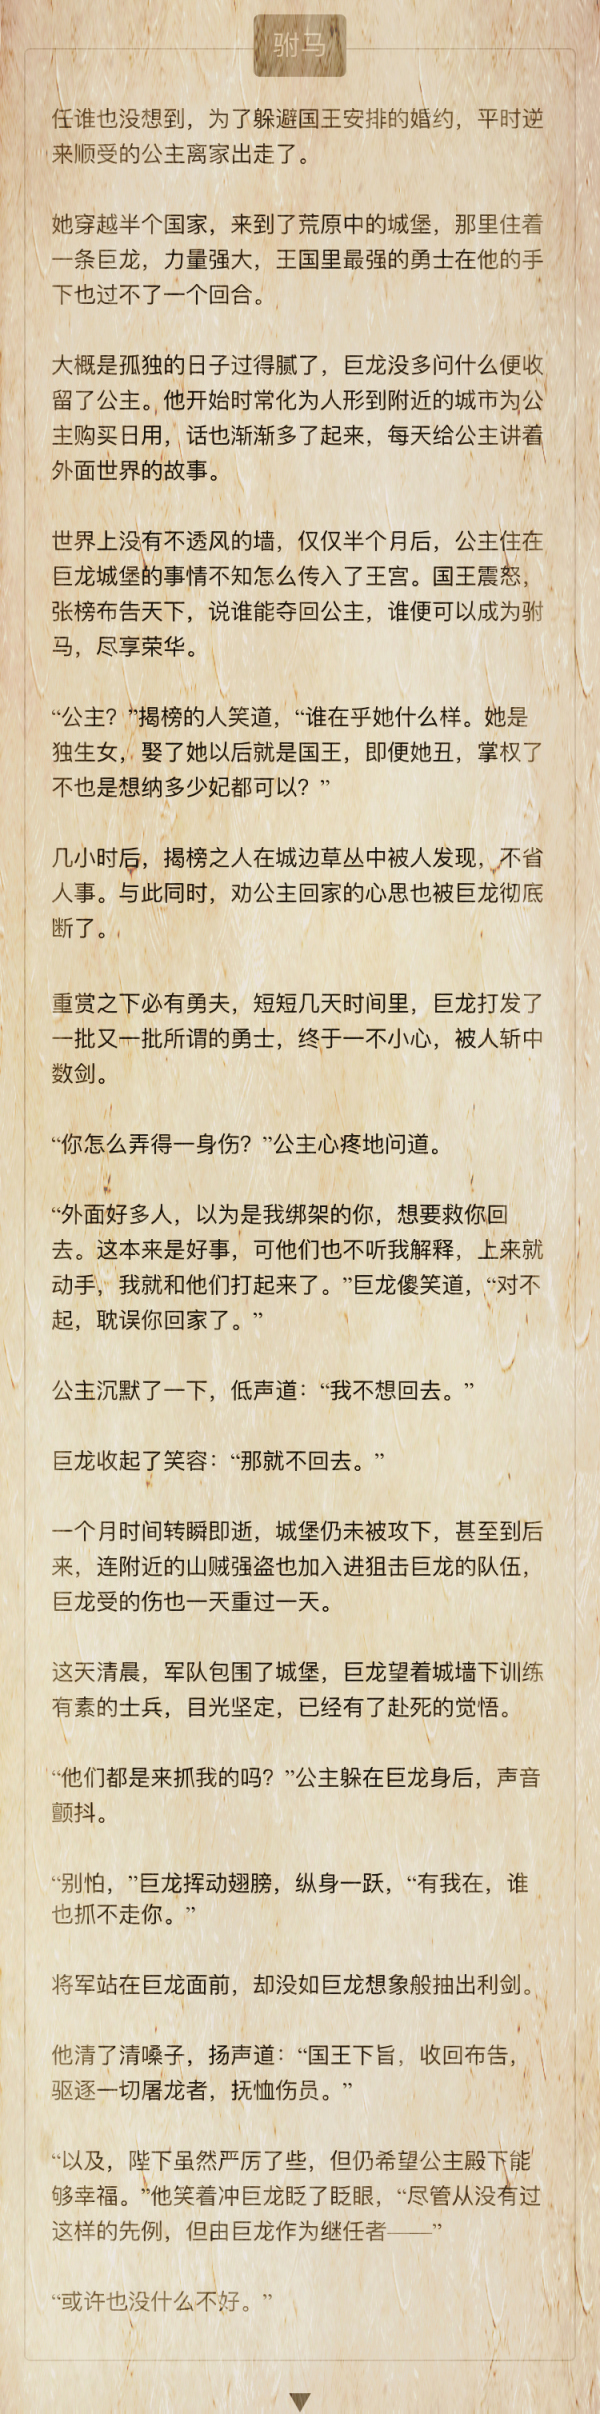 驸马
任谁也没想到，为了躲避国王安排的婚约，平时逆
来顺受的公主离家出走了。
她穿越半个国家，来到了荒原中的城堡，那里住着
一条巨龙，力量强大，王国里最强的勇士在他的手
下也过不了一个回合。
大概是孤独的日子过得腻了，巨龙没多问什么便收
留了公主。他开始时常化为人形到附近的城市为公
主购买日用，话也渐渐多了起来，每天给公主讲着
外面世界的故事。
世界上没有不透风的墙，仅仅半个月后，公主住在
巨龙城堡的事情不知怎么传入了王宫。国王震怒，
张榜布告天下，说谁能夺回公主，谁便可以成为驸
马，尽享荣华。
“公主？”揭榜的人笑道，“谁在乎她什么样。她是
独生女，娶了她以后就是国王，即便她丑，掌权了
不也是想纳多少妃都可以？”
几小时后，揭榜之人在城边草丛中被人发现，不省
人事。与此同时，劝公主回家的心思也被巨龙彻底
断了。
重赏之下必有勇夫，短短几天时间里，巨龙打发了
一批又一批所谓的勇士，终于一不小心，被人斩中
数剑。
“你怎么弄得一身伤？”公主心疼地问道。
“外面好多人，以为是我绑架的你，想要救你回
去。这本来是好事，可他们也不听我解释，上来就
动手，我就和他们打起来了。”巨龙傻笑道，“对不
起，耽误你回家了。”
公主沉默了一下，低声道：“我不想回去。”
巨龙收起了笑容：“那就不回去。”
一个月时间转瞬即逝，城堡仍未被攻下，甚至到后
来，连附近的山贼强盗也加入进狙击巨龙的队伍，
巨龙受的伤也一天重过一天。
这天清晨，军队包围了城堡，巨龙望着城墙下训练
有素的士兵，目光坚定，已经有了赴死的觉悟。
“他们都是来抓我的吗？”公主躲在巨龙身后，声音
颤抖。
“别怕，”巨龙挥动翅膀，纵身一跃，“有我在，谁
也抓不走你。”
将军站在巨龙面前，却没如巨龙想象般抽出利剑。
他清了清嗓子，扬声道：“国王下旨，收回布告，
驱逐一切屠龙者，抚恤伤员。”
“以及，陛下虽然严厉了些，但仍希望公主殿下能
够幸福。”他笑着冲巨龙眨了眨眼，“尽管从没有过
这样的先例，但由巨龙作为继任者——”
“或许也没什么不好。”